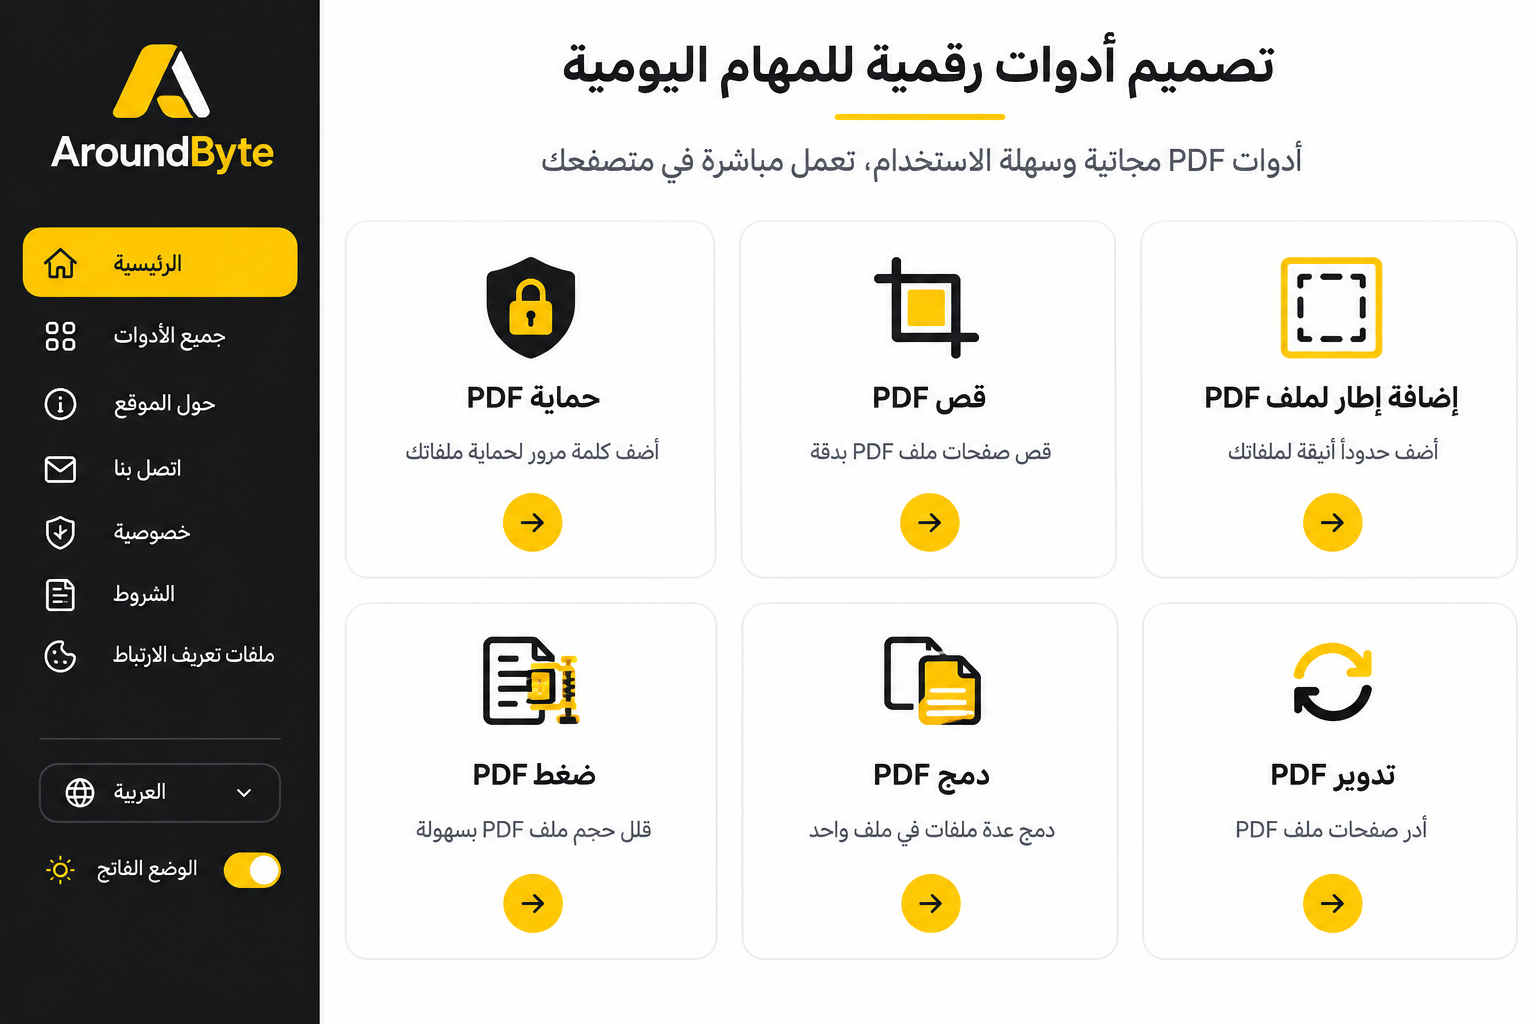 AroundByte
الرئيسية
جميع الأدوات
حول الموقع
اتصل بنا
خصوصية
الشروط
ملفات تعريف الارتباط
العربية
الوضع الفاتح
تصميم أدوات رقمية للمهام اليومية
أدوات PDF مجاتية وسهلة الاستخدام، تعمل مباشرة في متصفحك
إضافة إطار لملف PDF
أضف حدوداً أنيقة لملفاتك
قص PDF
قص صفحات ملف PDF بدقة
حماية PDF
أضف كلمة مرور لحماية ملفاتك
تدوير PDF
أدر صفحات ملف PDF
دمج PDF
دمج عدة ملفات في ملف واحد
ضغط PDF
قلل حجم ملف PDF بسهولة